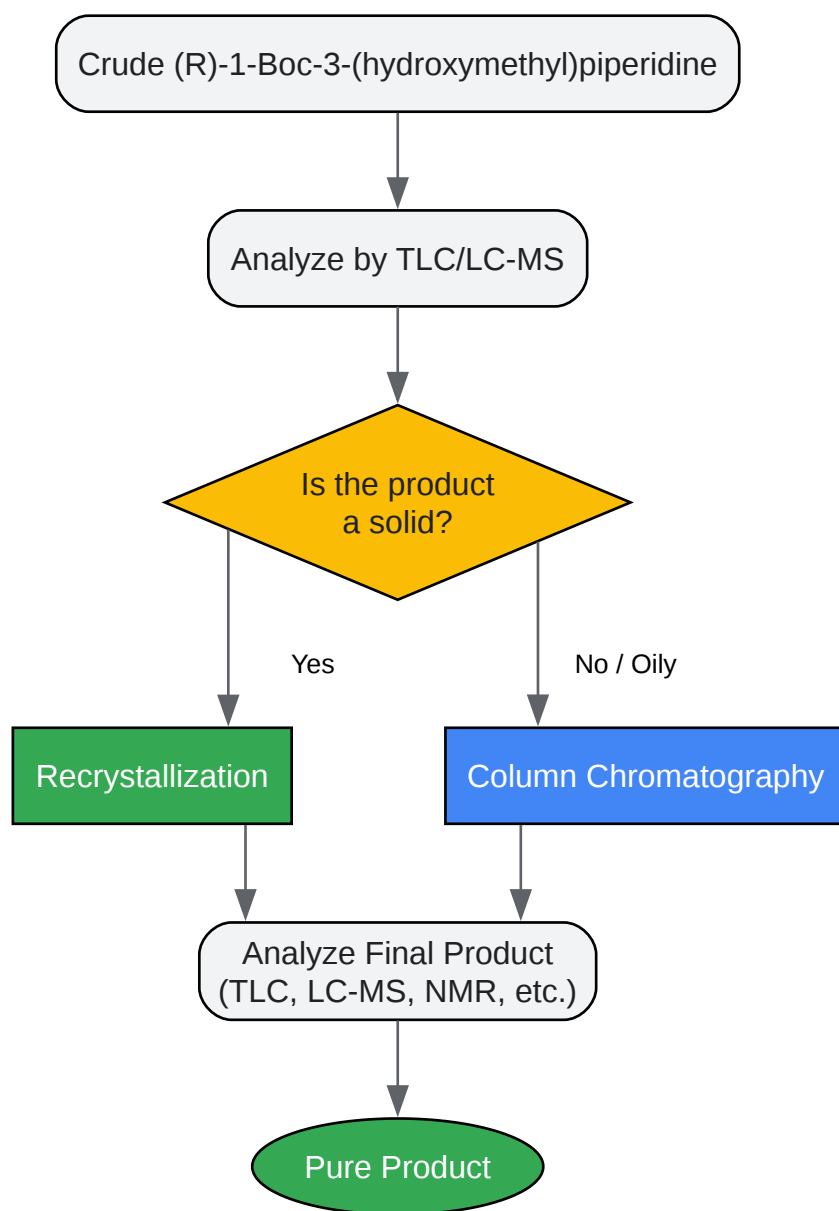 Crude (R)-1-Boc-3-(hydroxymethyl)piperidine
Analyze by TLC/LC-MS
Is the product
a solid?
Yes
No / Oily
Recrystallization
Column Chromatography
Analyze Final Product
(TLC, LC-MS, NMR, etc.)
Pure Product